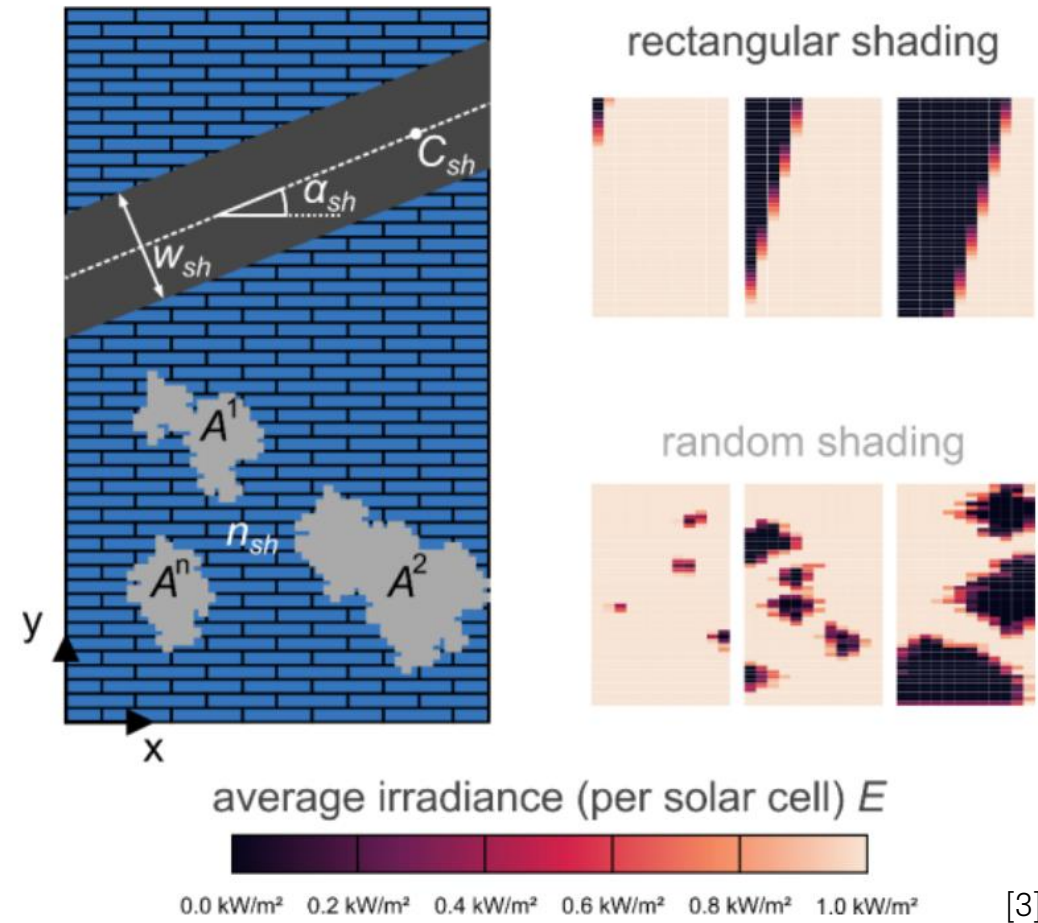 rectangular shading
C_sh
α_sh
w_sh
A^1
random shading
n_sh
A^n
A^2
y
x
average irradiance (per solar cell) E
0.0 kW/m² 0.2 kW/m² 0.4 kW/m² 0.6 kW/m² 0.8 kW/m² 1.0 kW/m²
[3]